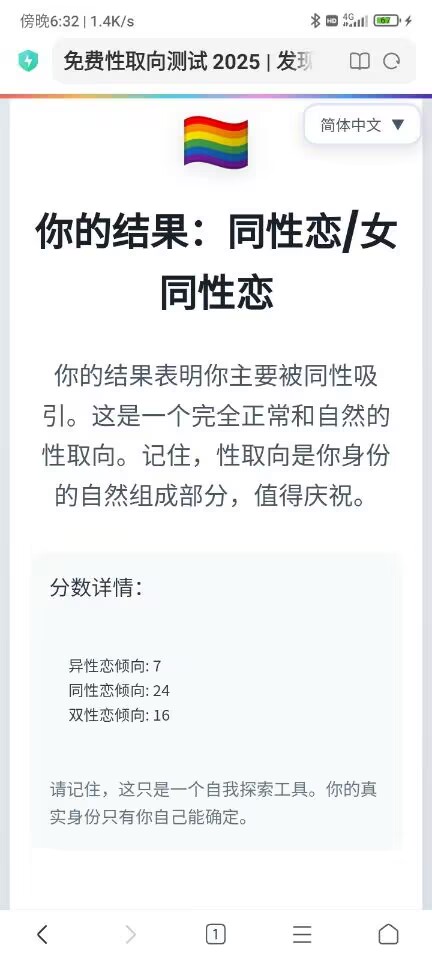 傍晚6:32 | 1.4K/s
HD 4G 67
免费性取向测试 2025 | 发现
简体中文 ▼
你的结果：同性恋/女
同性恋
你的结果表明你主要被同性吸
引。这是一个完全正常和自然的
性取向。记住，性取向是你身份
的自然组成部分，值得庆祝。
分数详情：
异性恋倾向: 7
同性恋倾向: 24
双性恋倾向: 16
请记住，这只是一个自我探索工具。你的真
实身份只有你自己能确定。
1